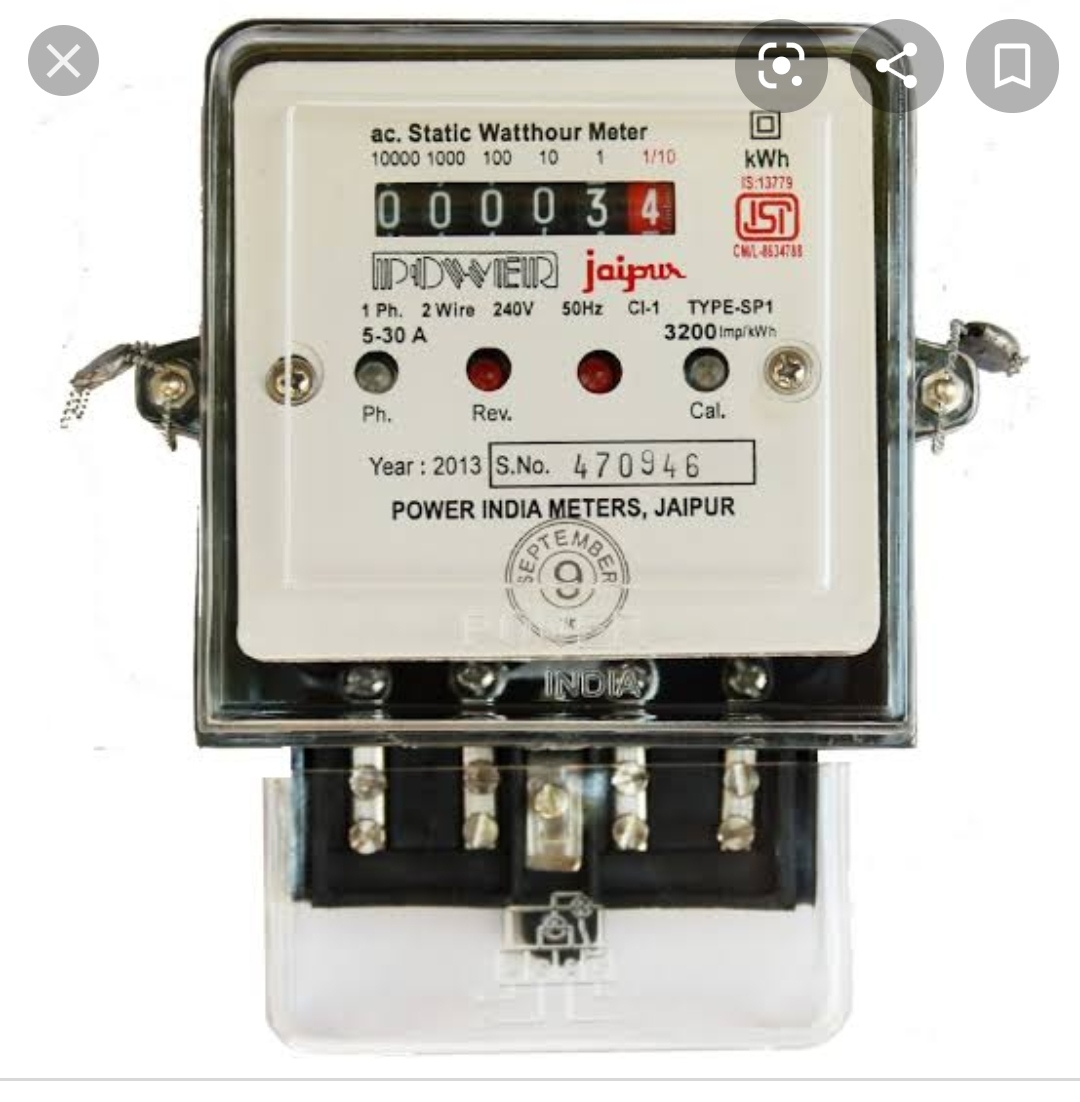 ac. Static Watthour Meter
10000 1000 100 10 1 1/10
kWh
IS:13779
0 0 0 0 3 4
ISI
CM/L-8634788
POWER jaipur
1 Ph. 2 Wire 240V 50Hz Cl-1 TYPE-SP1
5-30 A 3200 Imp/kWh
Ph. Rev. Cal.
Year : 2013 S.No. 470946
POWER INDIA METERS, JAIPUR
SEPTEMBER
9
INDIA